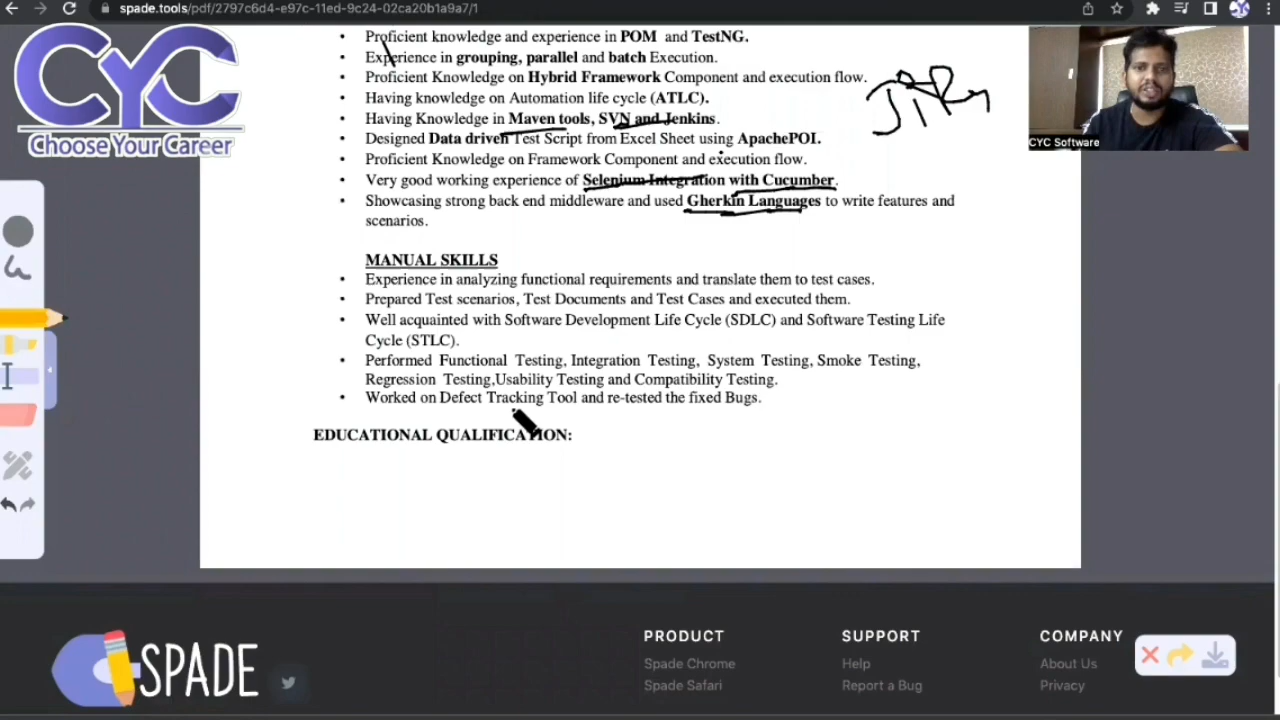 spade.tools/pdf/2797c6d4-e97c-11ed-9c24-02ca20b1a9a7/1
CYC
Choose Your Career
• Proficient knowledge and experience in POM and TestNG.
• Experience in grouping, parallel and batch Execution.
• Proficient Knowledge on Hybrid Framework Component and execution flow.
• Having knowledge on Automation life cycle (ATLC).
• Having Knowledge in Maven tools, SVN and Jenkins.
• Designed Data driven Test Script from Excel Sheet using ApachePOI.
• Proficient Knowledge on Framework Component and execution flow.
• Very good working experience of Selenium Integration with Cucumber.
• Showcasing strong back end middleware and used Gherkin Languages to write features and
scenarios.
JIRA
CYC Software
MANUAL SKILLS
• Experience in analyzing functional requirements and translate them to test cases.
• Prepared Test scenarios, Test Documents and Test Cases and executed them.
• Well acquainted with Software Development Life Cycle (SDLC) and Software Testing Life
Cycle (STLC).
• Performed Functional Testing, Integration Testing, System Testing, Smoke Testing,
Regression Testing,Usability Testing and Compatibility Testing.
• Worked on Defect Tracking Tool and re-tested the fixed Bugs.
EDUCATIONAL QUALIFICATION:
SPADE
PRODUCT
Spade Chrome
Spade Safari
SUPPORT
Help
Report a Bug
COMPANY
About Us
Privacy